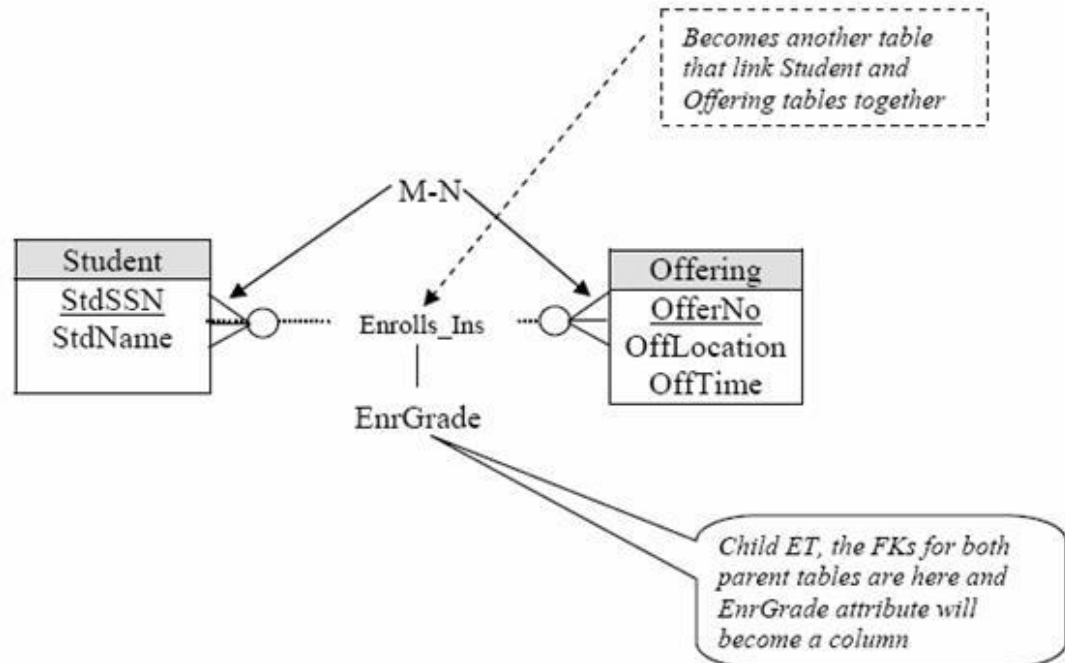 Becomes another table
that link Student and
Offering tables together
M-N
Student
StdSSN
StdName
Enrolls_Ins
EnrGrade
Offering
OfferNo
OffLocation
OffTime
Child ET, the FKs for both
parent tables are here and
EnrGrade attribute will
become a column